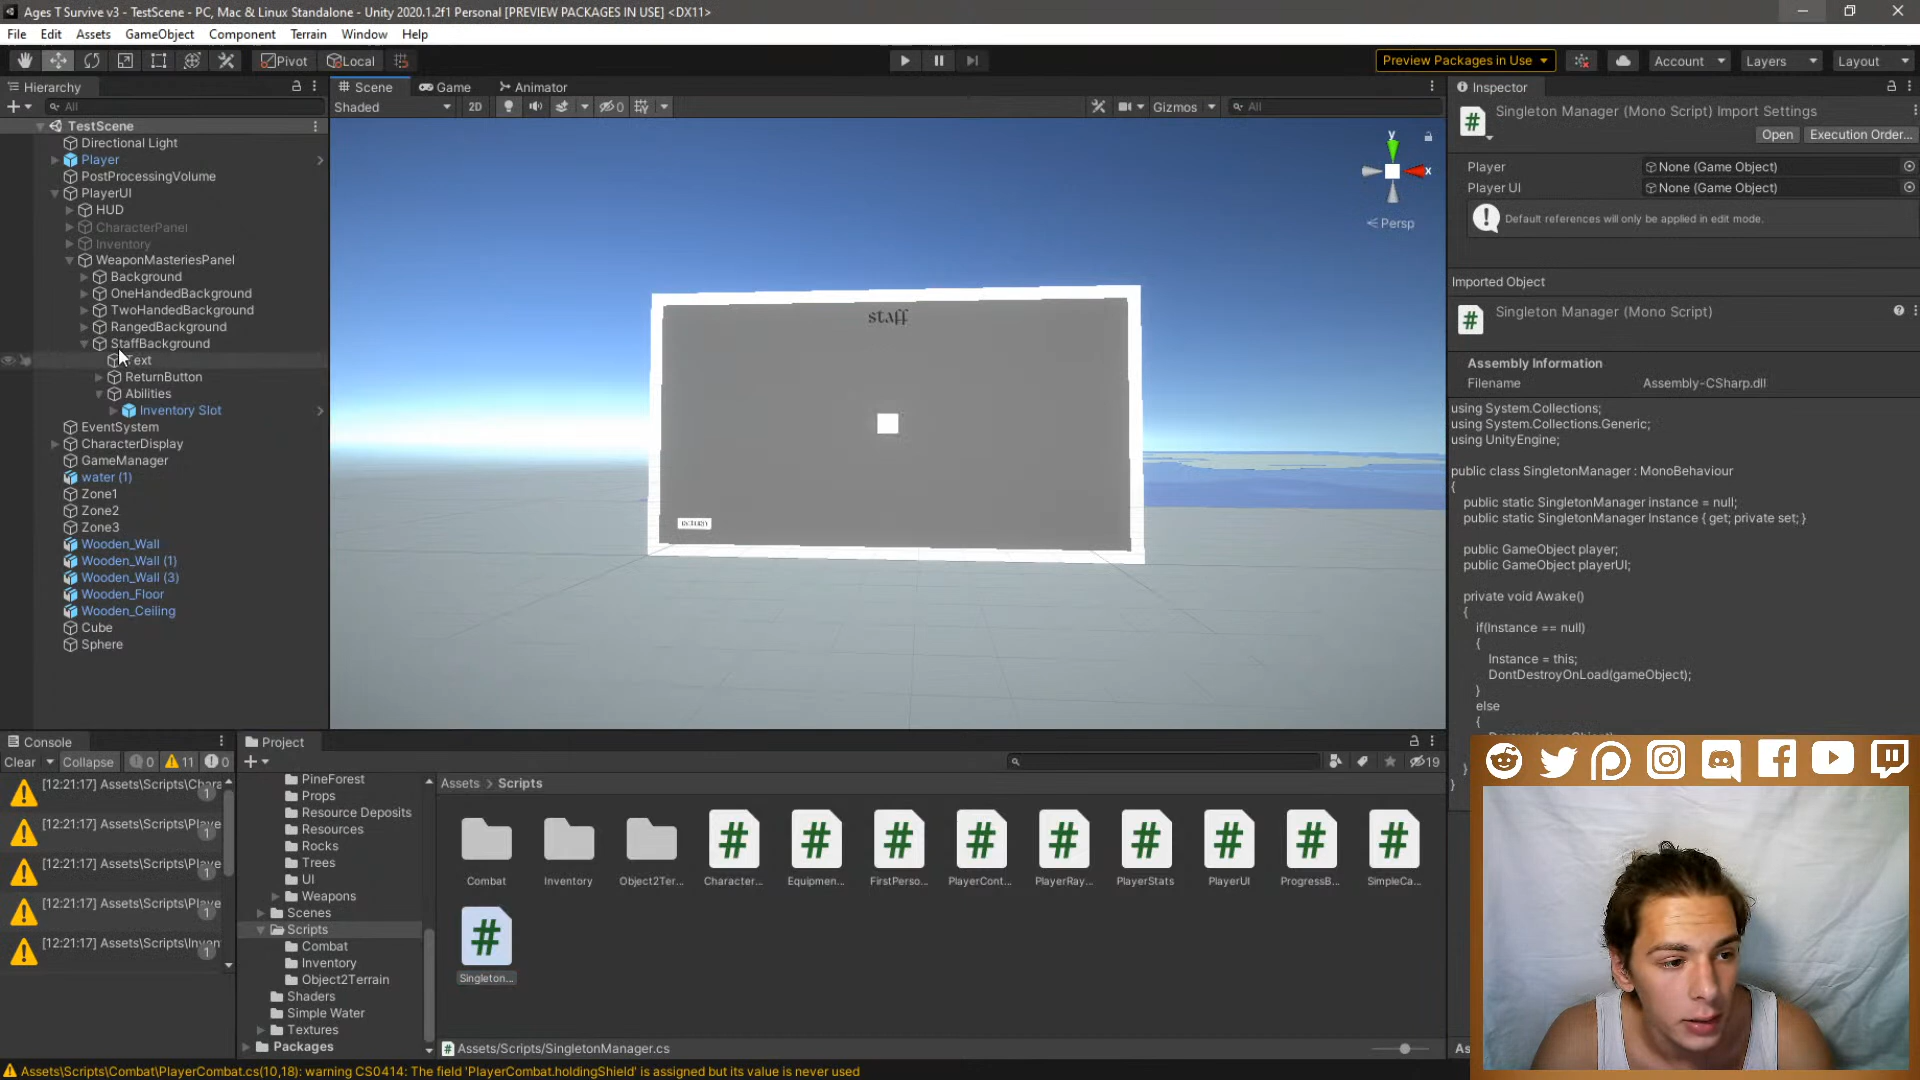 Ages T Survive v3 - TestScene - PC, Mac & Linux Standalone - Unity 2020.1.2f1 Personal [PREVIEW PACKAGES IN USE] <DX11>
File Edit Assets GameObject Component Terrain Window Help
Pivot Local Preview Packages in Use Account Layers Layout
Hierarchy
All
TestScene
Directional Light
Player
PostProcessingVolume
PlayerUI
HUD
CharacterPanel
Inventory
WeaponMasteriesPanel
Background
OneHandedBackground
TwoHandedBackground
RangedBackground
StaffBackground
Text
ReturnButton
Abilities
Inventory Slot
EventSystem
CharacterDisplay
GameManager
water (1)
Zone1
Zone2
Zone3
Wooden_Wall
Wooden_Wall (1)
Wooden_Wall (3)
Wooden_Floor
Wooden_Ceiling
Cube
Sphere
Scene Game Animator
Shaded 2D 0 Gizmos All
y
x
Persp
staff
Inspector
Singleton Manager (Mono Script) Import Settings
Open Execution Order...
Player None (Game Object)
Player UI None (Game Object)
Default references will only be applied in edit mode.
Imported Object
Singleton Manager (Mono Script)
Assembly Information
Filename Assembly-CSharp.dll
using System.Collections;
using System.Collections.Generic;
using UnityEngine;
public class SingletonManager : MonoBehaviour
{
public static SingletonManager instance = null;
public static SingletonManager Instance { get; private set; }
public GameObject player;
public GameObject playerUI;
private void Awake()
{
if(Instance == null)
{
Instance = this;
DontDestroyOnLoad(gameObject);
}
else
{
}
}
Console
Clear Collapse 0 11 0
[12:21:17] Assets\Scripts\Chara
1
[12:21:17] Assets\Scripts\Playe
1
[12:21:17] Assets\Scripts\Playe
1
[12:21:17] Assets\Scripts\Playe
1
[12:21:17] Assets\Scripts\Inven
1
Project
19
PineForest
Props
Resource Deposits
Resources
Rocks
Trees
UI
Weapons
Scenes
Scripts
Combat
Inventory
Object2Terrain
Shaders
Simple Water
Textures
Packages
Assets > Scripts
Combat Inventory Object2Ter... Character... Equipmen... FirstPerso... PlayerCont... PlayerRay... PlayerStats PlayerUI ProgressB... SimpleCa...
Singleton...
Assets/Scripts/SingletonManager.cs
As
Assets\Scripts\Combat\PlayerCombat.cs(10,18): warning CS0414: The field 'PlayerCombat.holdingShield' is assigned but its value is never used